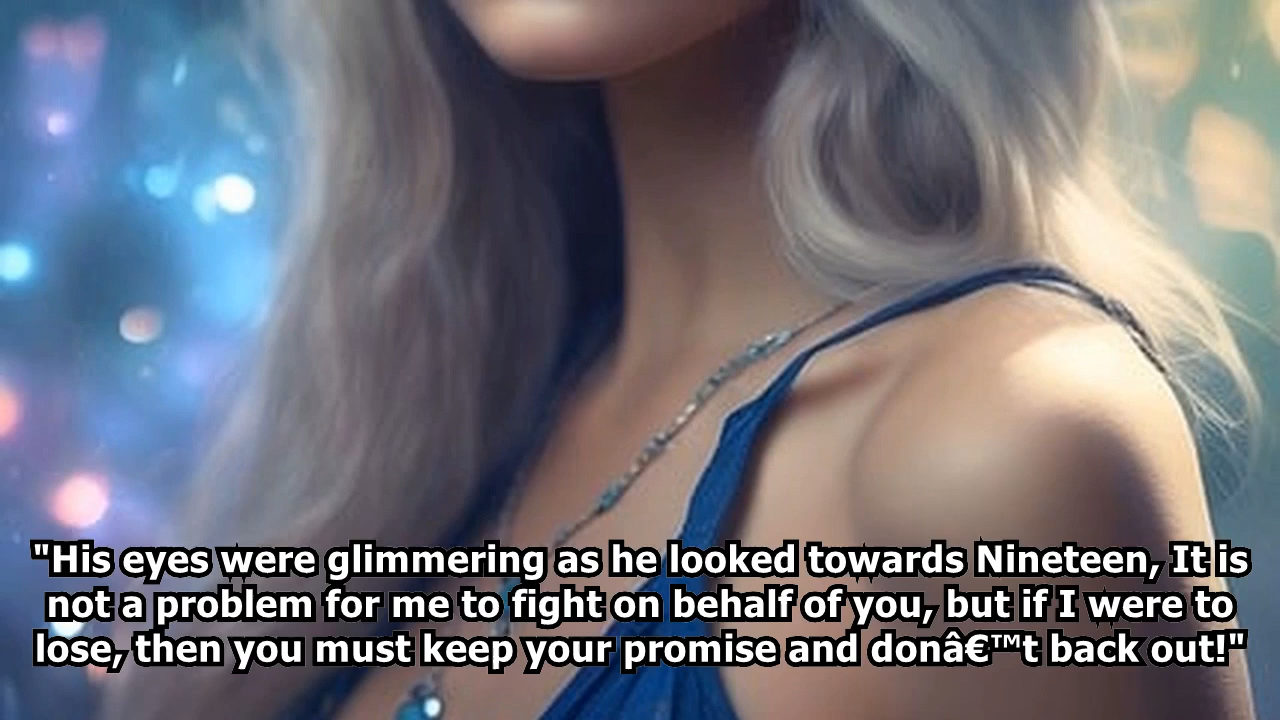 "His eyes were glimmering as he looked towards Nineteen, It is
not a problem for me to fight on behalf of you, but if I were to
lose, then you must keep your promise and donâ€™t back out!"